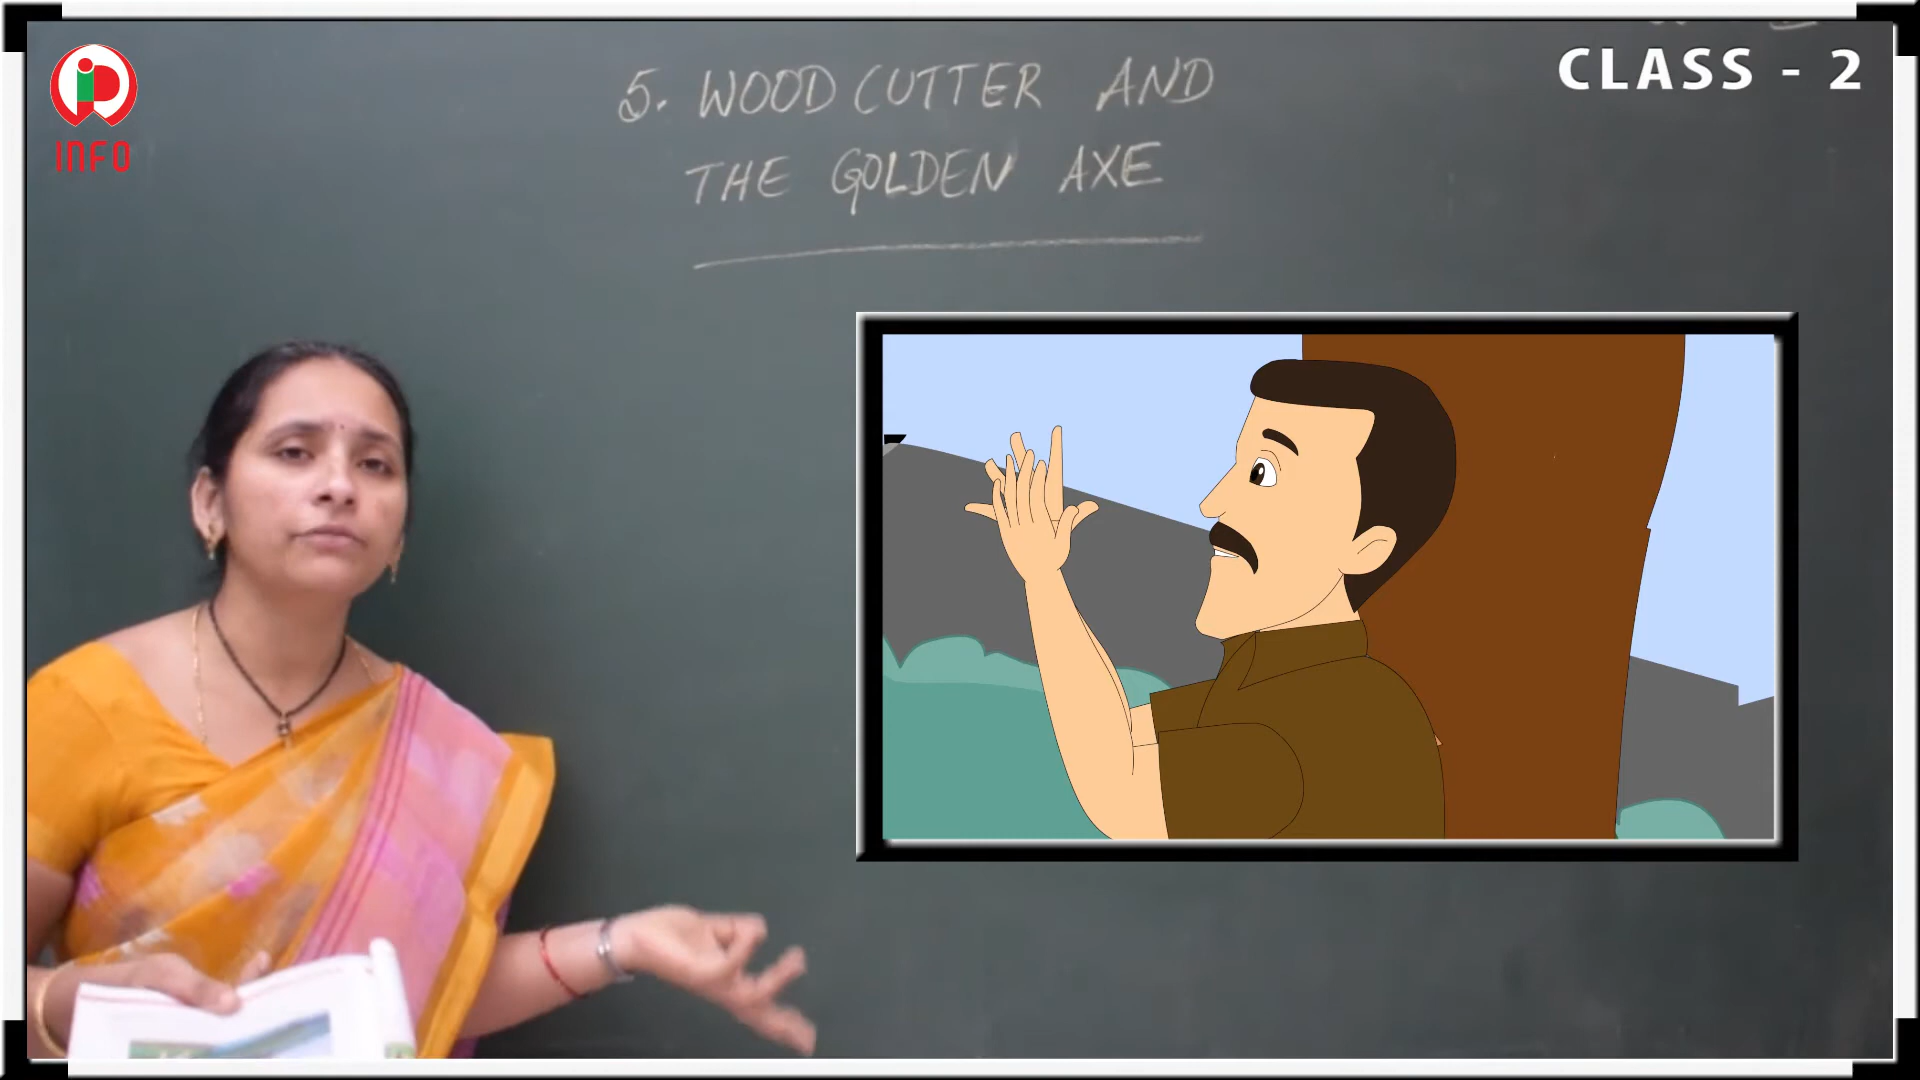 INFO
CLASS - 2
5. WOOD CUTTER AND
THE GOLDEN AXE